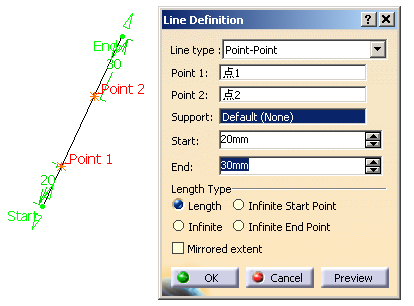 Line Definition
End
30
Point 2
Point 1
20
Start
Line type : Point-Point
Point 1: 点1
Point 2: 点2
Support: Default (None)
Start: 20mm
End: 30mm
Length Type
Length Infinite Start Point
Infinite Infinite End Point
Mirrored extent
OK Cancel Preview